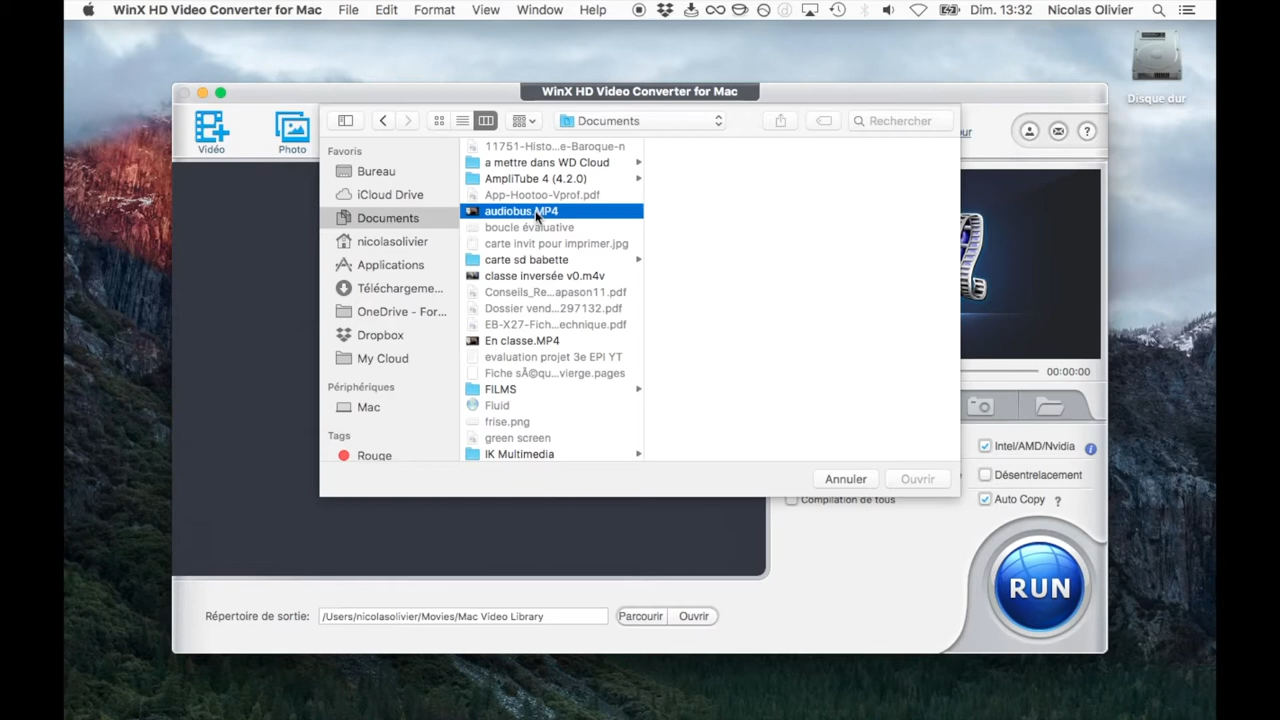 WinX HD Video Converter for Mac File Edit Format View Window Help Dim. 13:32 Nicolas Olivier
Disque dur
WinX HD Video Converter for Mac
Vidéo
Photo
Documents
Rechercher
Favoris
Bureau
iCloud Drive
Documents
nicolasolivier
Applications
Téléchargeme...
OneDrive - For...
Dropbox
My Cloud
Périphériques
Mac
Tags
Rouge
11751-Histo...e-Baroque-n
a mettre dans WD Cloud
AmpliTube 4 (4.2.0)
App-Hootoo-Vprof.pdf
audiobus.MP4
boucle évaluative
carte invit pour imprimer.jpg
carte sd babette
classe inversée v0.m4v
Conseils_Re...apason11.pdf
Dossier vend...297132.pdf
EB-X27-Fich...echnique.pdf
En classe.MP4
evaluation projet 3e EPI YT
Fiche sÃ©qu...vierge.pages
FILMS
Fluid
frise.png
green screen
IK Multimedia
Annuler
Ouvrir
00:00:00
Intel/AMD/Nvidia
Désentrelacement
Compilation de tous
Auto Copy ?
RUN
Répertoire de sortie: /Users/nicolasolivier/Movies/Mac Video Library Parcourir Ouvrir